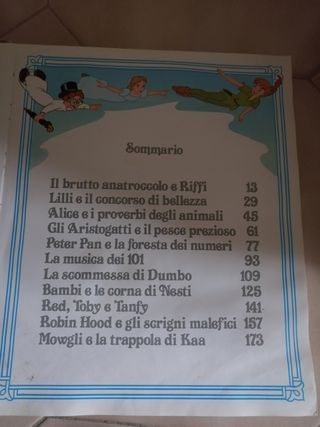 Sommario
Il brutto anatroccolo e Riffi 13
Lilli e il concorso di bellezza 29
Alice e i proverbi degli animali 45
Gli Aristogatti e il pesce prezioso 61
Peter Pan e la foresta dei numeri 77
La musica dei 101 93
La scommessa di Dumbo 109
Bambi e le corna di Nesti 125
Red, Toby e Tanfy 141
Robin Hood e gli scrigni malefici 157
Mowgli e la trappola di Kaa 173